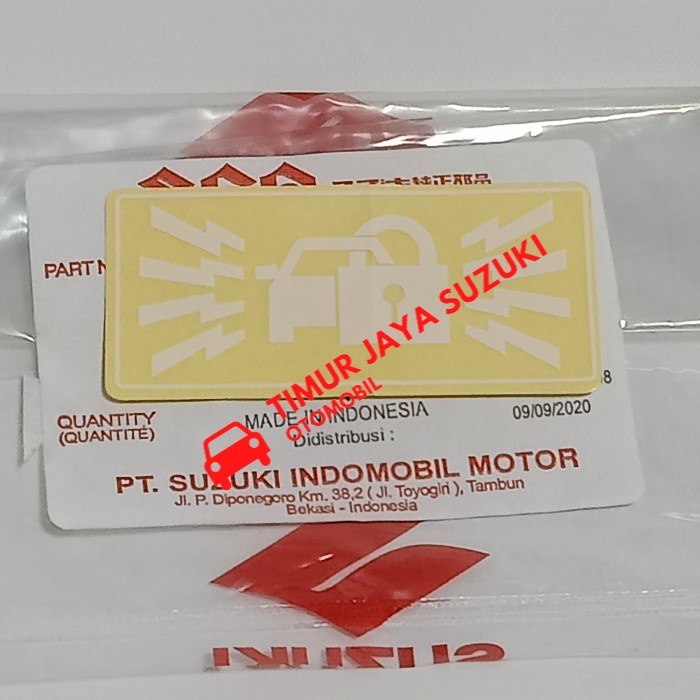 PART N
TIMUR JAYA SUZUKI
OTOMOBIL
QUANTITY
(QUANTITÉ)
MADE IN INDONESIA
09/09/2020
Didistribusi :
PT. SUZUKI INDOMOBIL MOTOR
Jl. P. Diponegoro Km. 38,2 ( Jl. Toyogiri ), Tambun
Bekasi - Indonesia
SUZUKI